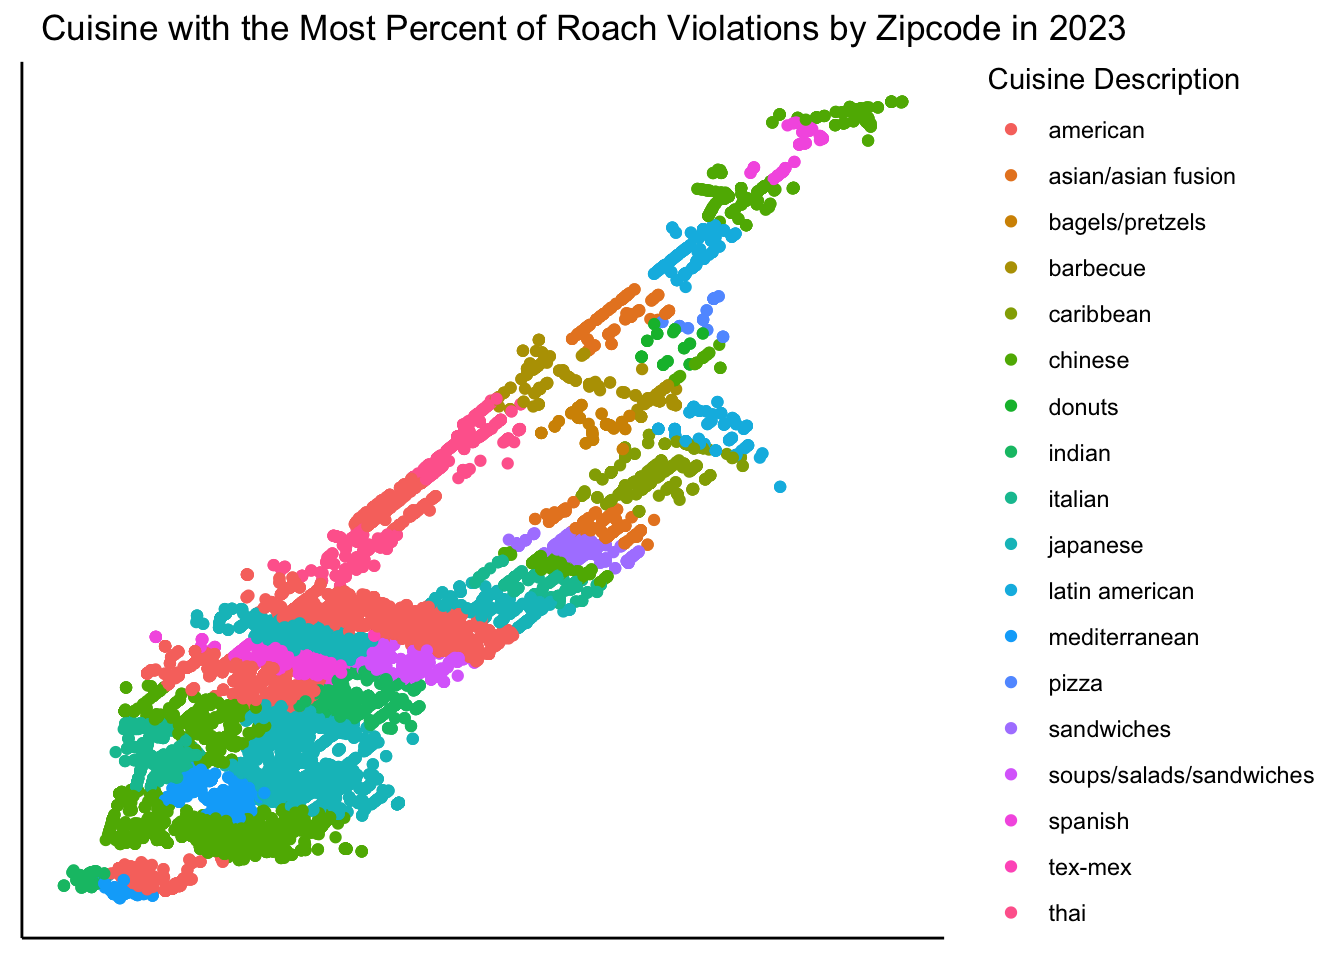 Cuisine with the Most Percent of Roach Violations by Zipcode in 2023
Cuisine Description
american
asian/asian fusion
bagels/pretzels
barbecue
caribbean
chinese
donuts
indian
italian
japanese
latin american
mediterranean
pizza
sandwiches
soups/salads/sandwiches
spanish
tex-mex
thai